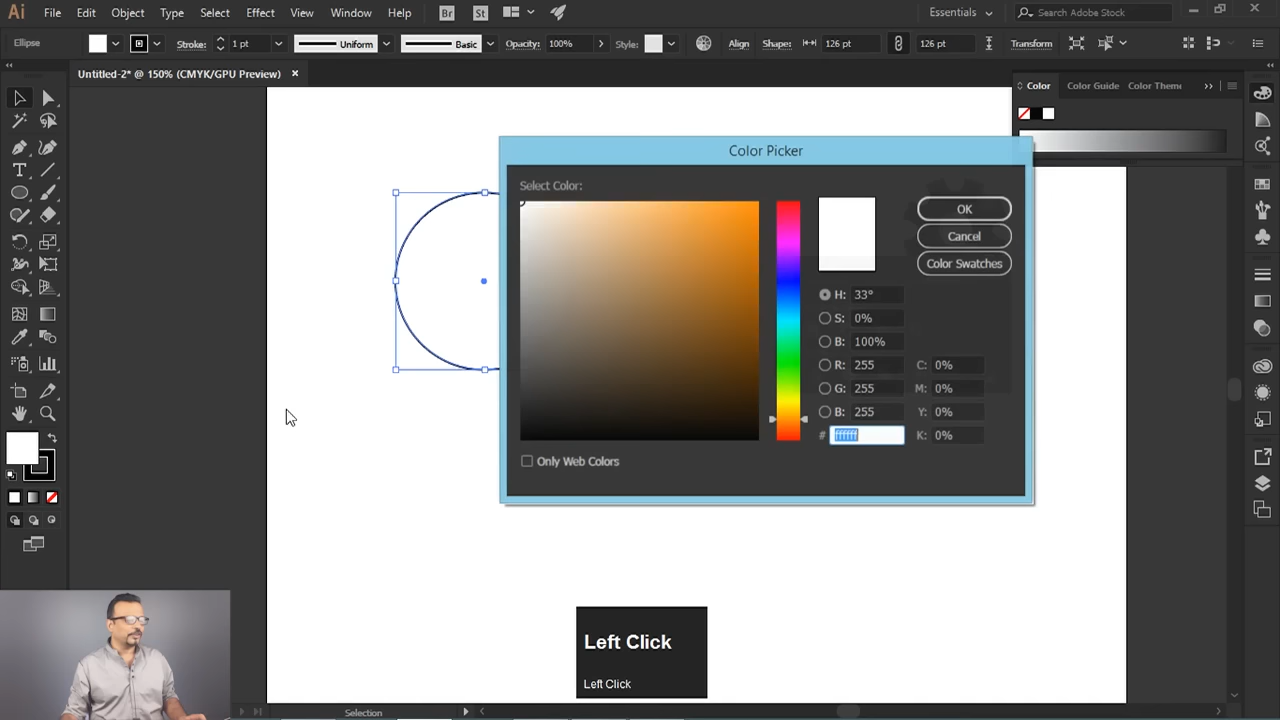 Ai File Edit Object Type Select Effect View Window Help Br St Essentials Search Adobe Stock
Ellipse Stroke: 1 pt Uniform Basic Opacity: 100% Style: Align Shape: 126 pt 126 pt Transform
Untitled-2* @ 150% (CMYK/GPU Preview) ×
Color Color Guide Color Theme
Color Picker
Select Color:
OK
Cancel
Color Swatches
H: 33°
S: 0%
B: 100%
R: 255 C: 0%
G: 255 M: 0%
B: 255 Y: 0%
# ffffff K: 0%
Only Web Colors
Left Click
Left Click
Selection